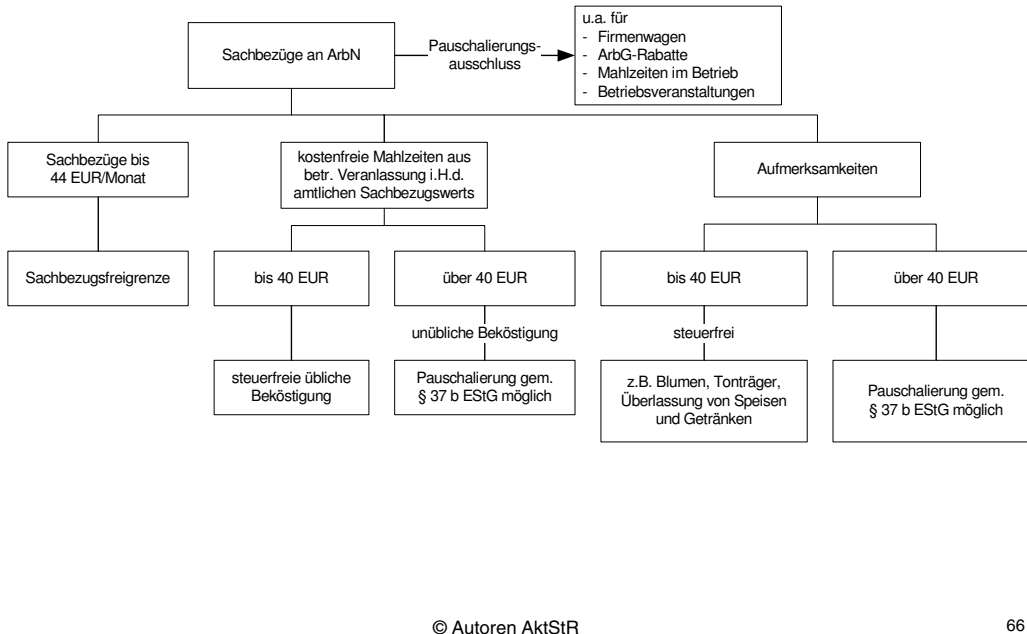 Sachbezüge an ArbN
Pauschalierungs-
ausschluss
u.a. für
- Firmenwagen
- ArbG-Rabatte
- Mahlzeiten im Betrieb
- Betriebsveranstaltungen
Sachbezüge bis
44 EUR/Monat
kostenfreie Mahlzeiten aus
betr. Veranlassung i.H.d.
amtlichen Sachbezugswerts
Aufmerksamkeiten
Sachbezugsfreigrenze
bis 40 EUR
über 40 EUR
bis 40 EUR
über 40 EUR
unübliche Beköstigung
steuerfrei
steuerfreie übliche
Beköstigung
Pauschalierung gem.
§ 37 b EStG möglich
z.B. Blumen, Tonträger,
Überlassung von Speisen
und Getränken
Pauschalierung gem.
§ 37 b EStG möglich
© Autoren AktStR
66